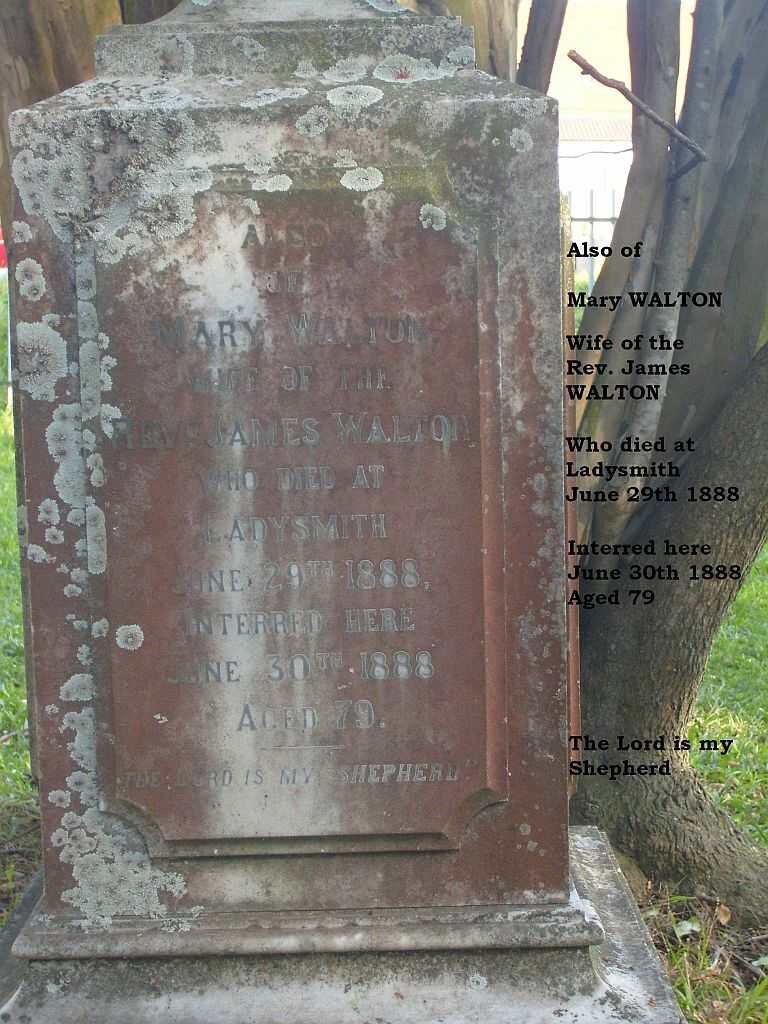 ALSO
OF
MARY WALTON,
WIFE OF THE
REV. JAMES WALTON
WHO DIED AT
LADYSMITH
JUNE 29TH 1888,
INTERRED HERE
JUNE 30TH 1888
AGED 79.
"THE LORD IS MY SHEPHERD"
Also of
Mary WALTON
Wife of the
Rev. James
WALTON
Who died at
Ladysmith
June 29th 1888
Interred here
June 30th 1888
Aged 79
The Lord is my
Shepherd